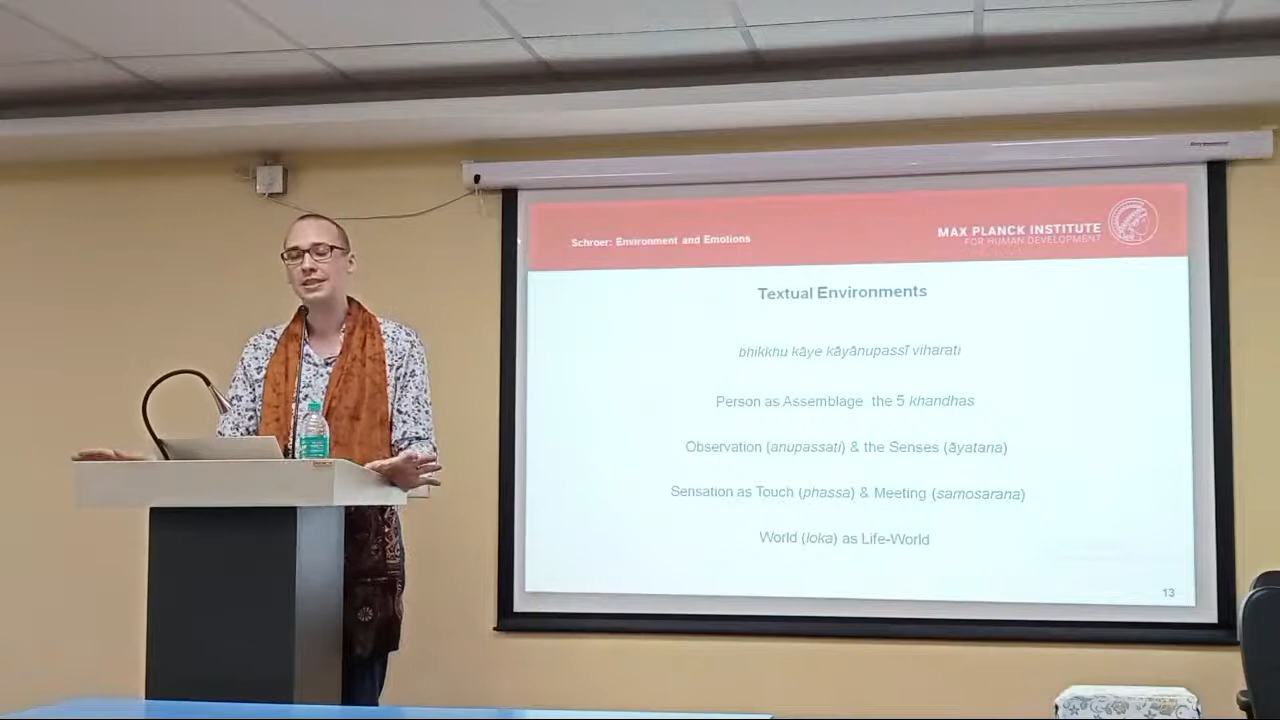 Schroer: Environment and Emotions
MAX PLANCK INSTITUTE
FOR HUMAN DEVELOPMENT
Textual Environments
bhikkhu kāye kāyānupassī viharati
Person as Assemblage the 5 khandhas
Observation (anupassati) & the Senses (āyatana)
Sensation as Touch (phassa) & Meeting (samosarana)
World (loka) as Life-World
13